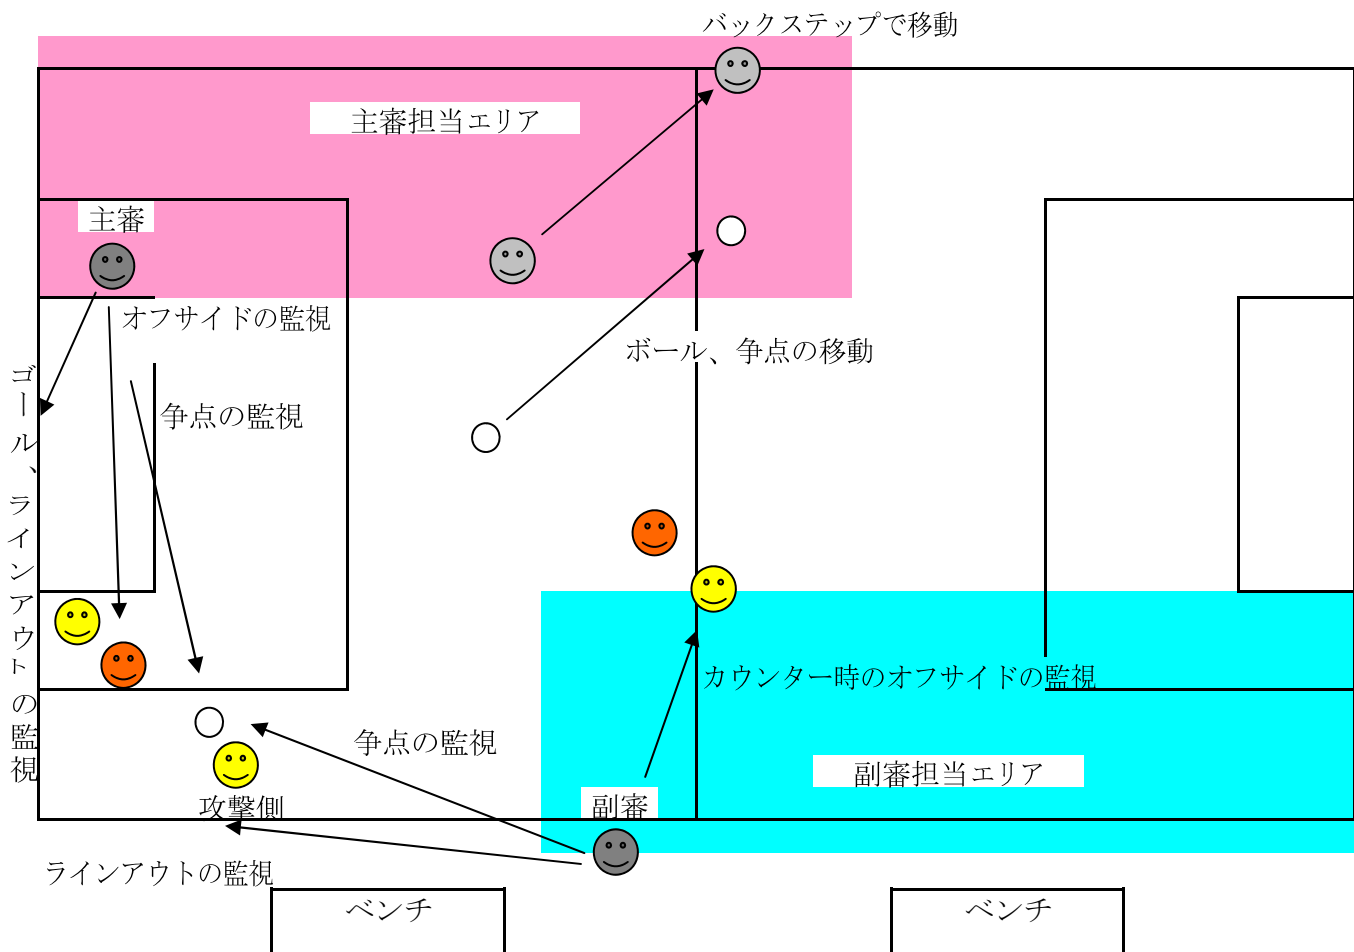 バックステップで移動
主審担当エリア
主審
オフサイドの監視
ボール、争点の移動
争点の監視
ゴール、ラインアウトの監視
カウンター時のオフサイドの監視
争点の監視
副審担当エリア
副審
攻撃側
ラインアウトの監視
ベンチ
ベンチ